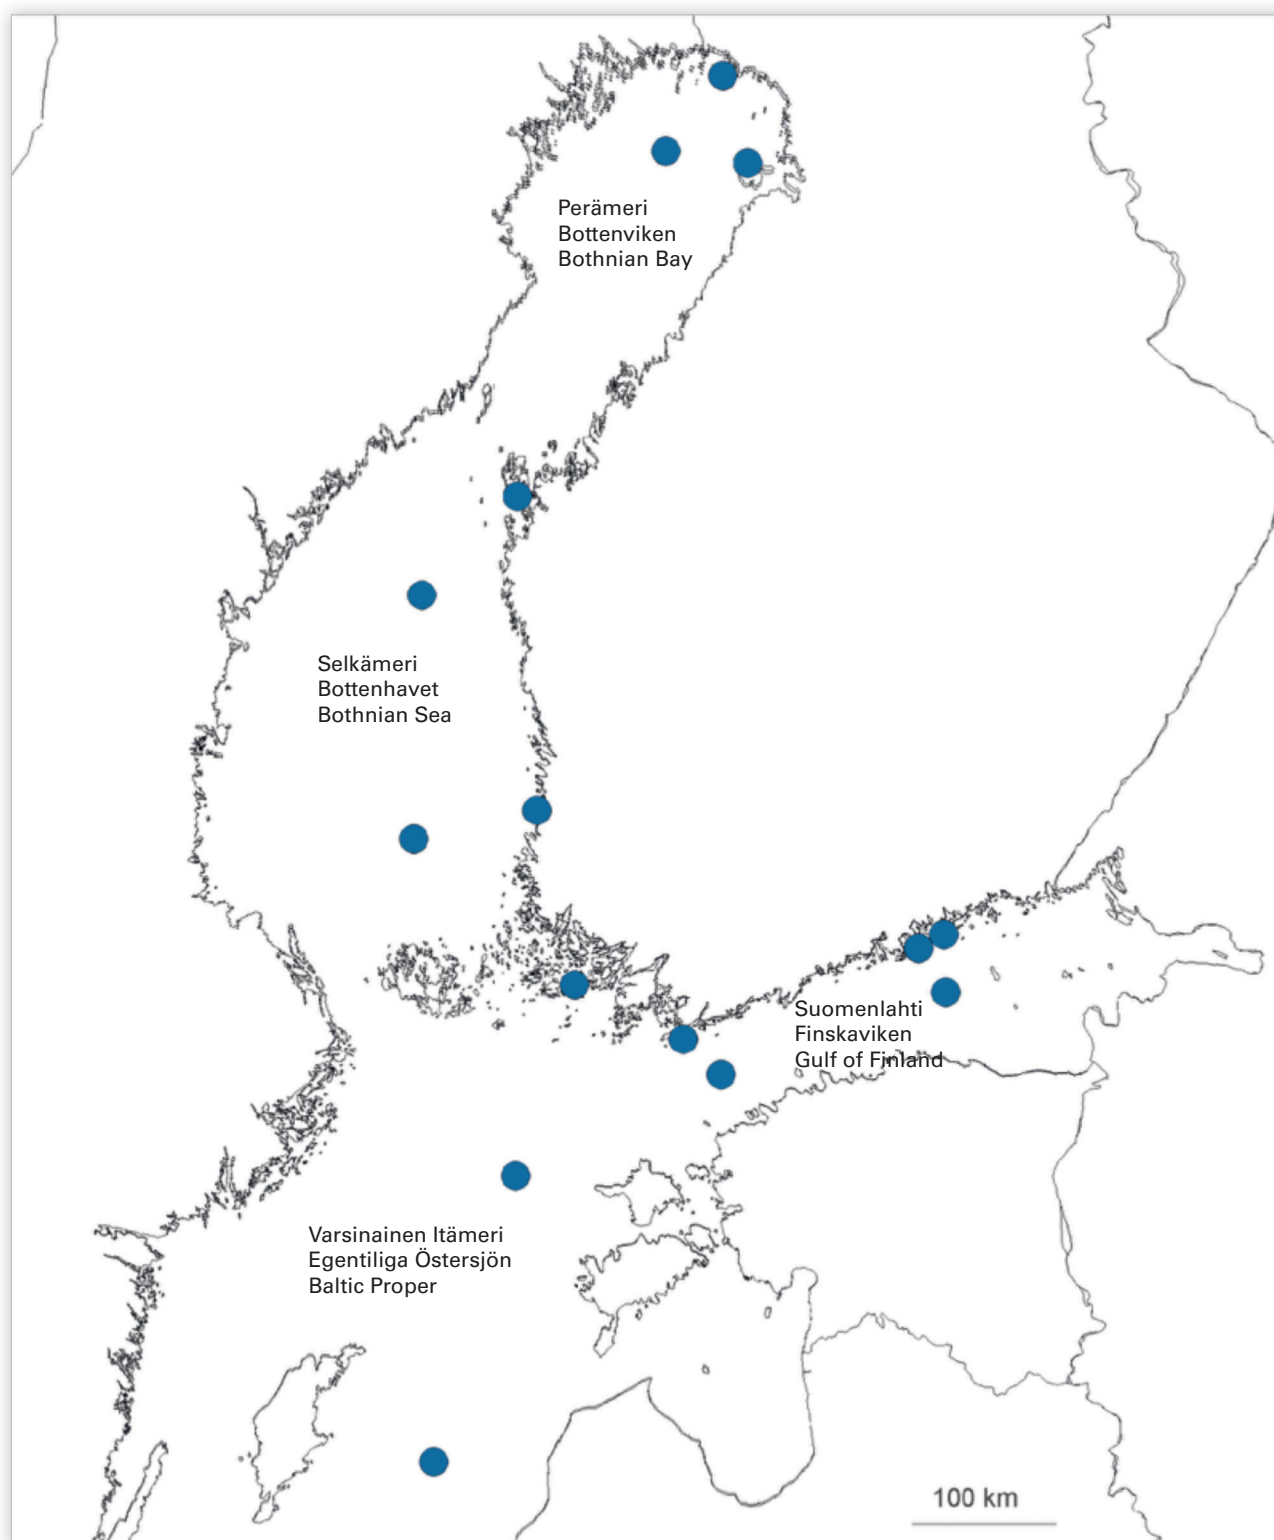 Perämeri
Bottenviken
Bothnian Bay
Selkämeri
Bottenhavet
Bothnian Sea
Suomenlahti
Finskaviken
Gulf of Finland
Varsinainen Itämeri
Egentiliga Östersjön
Baltic Proper
100 km